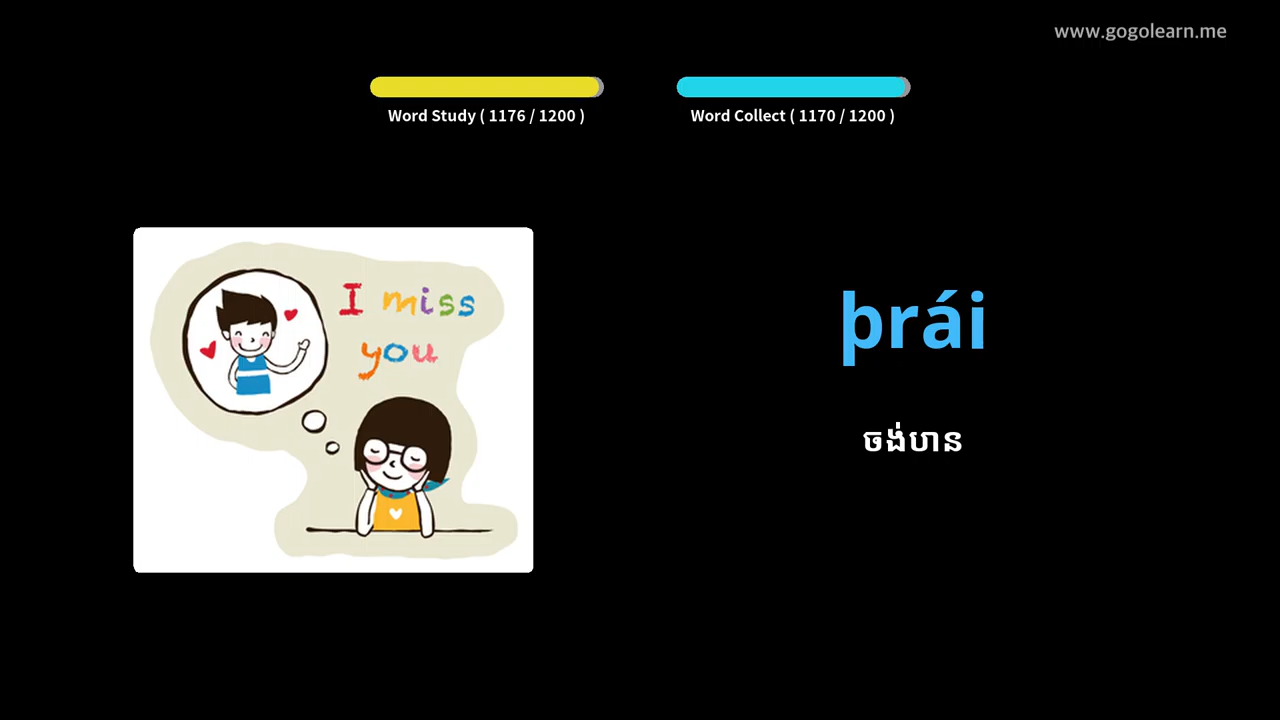 www.gogolearn.me
Word Study ( 1176 / 1200 )
Word Collect ( 1170 / 1200 )
I miss
you
þrái
ចង់បាន